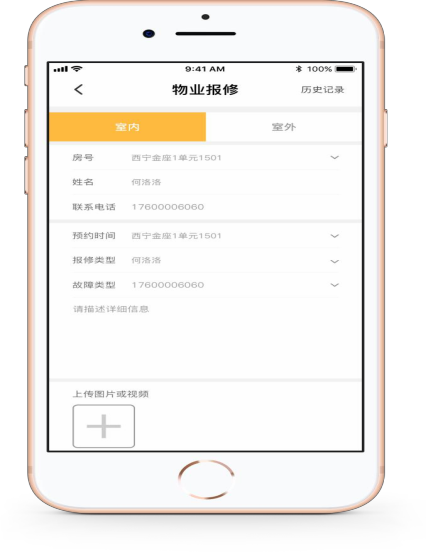 9:41 AM
100%
物业报修
历史记录
室内
室外
房号 西宁金座1单元1501
姓名 何洛洛
联系电话 17600006060
预约时间 西宁金座1单元1501
报修类型 何洛洛
故障类型 17600006060
请描述详细信息
上传图片或视频